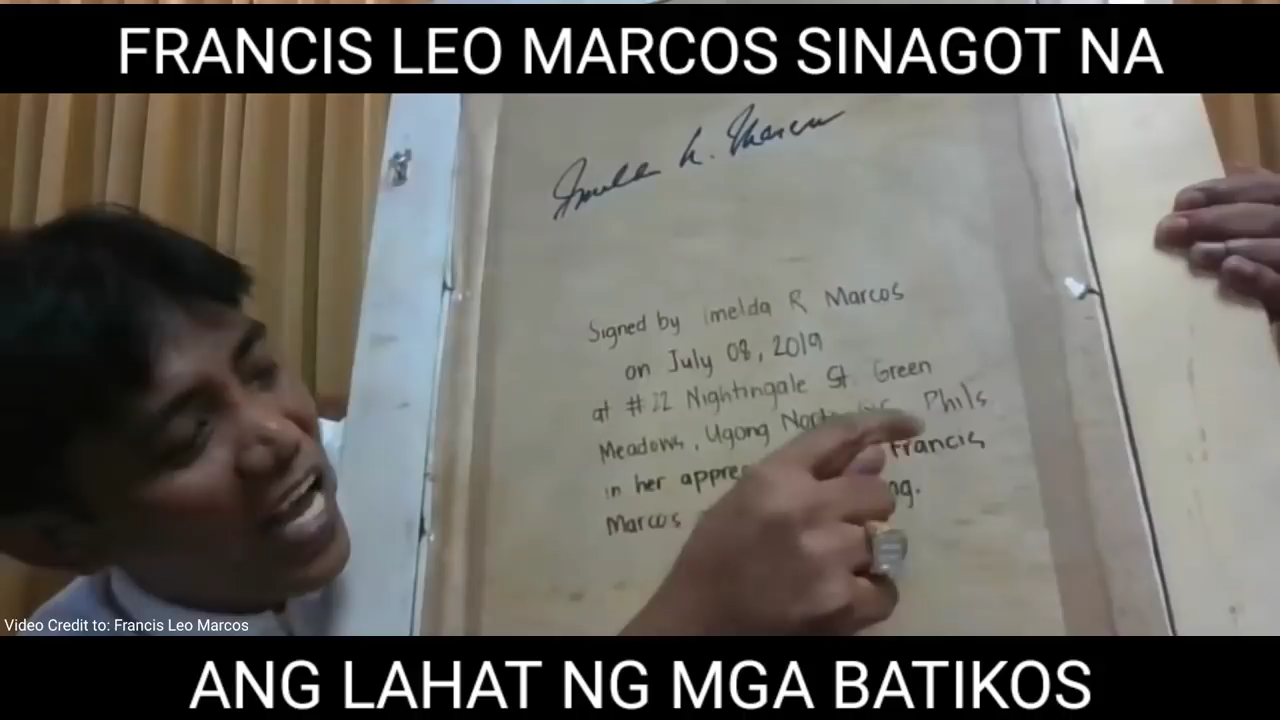 FRANCIS LEO MARCOS SINAGOT NA
Imelda R. Marcos
Signed by Imelda R Marcos
on July 08, 2019
at #22 Nightingale St. Green
Meadows, Ugong Phils
in her Francis
Marcos
Video Credit to: Francis Leo Marcos
ANG LAHAT NG MGA BATIKOS